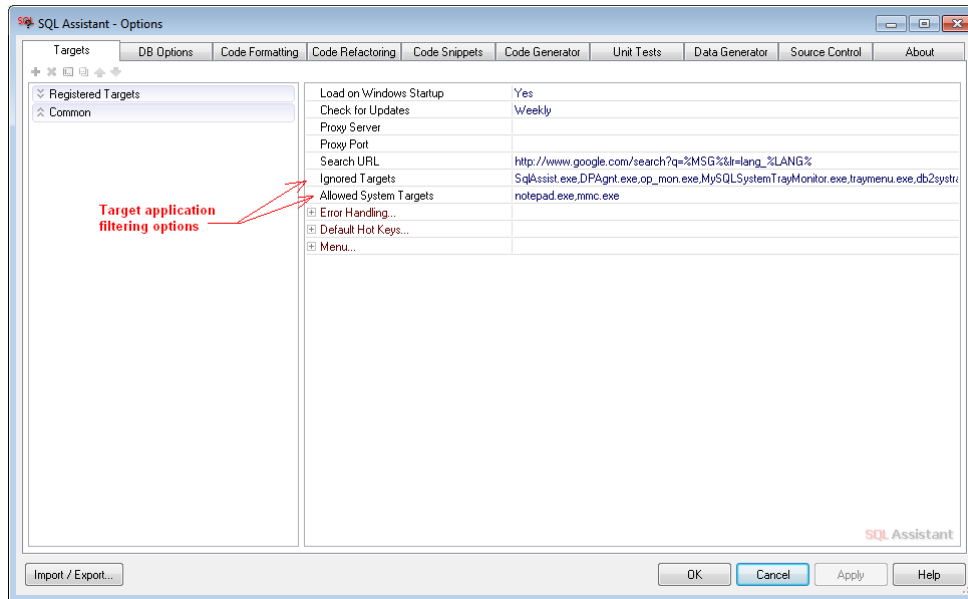 SQL Assistant - Options
Targets DB Options Code Formatting Code Refactoring Code Snippets Code Generator Unit Tests Data Generator Source Control About
Registered Targets
Common
Load on Windows Startup Yes
Check for Updates Weekly
Proxy Server
Proxy Port
Search URL http://www.google.com/search?q=%MSG%&lr=lang_%LANG%
Ignored Targets SqlAssist.exe,DPAgnt.exe,op_mon.exe,MySQLSystemTrayMonitor.exe,traymenu.exe,db2systra
Allowed System Targets notepad.exe,mmc.exe
Error Handling...
Default Hot Keys...
Menu...
Target application
filtering options
SQL Assistant
Import / Export... OK Cancel Apply Help